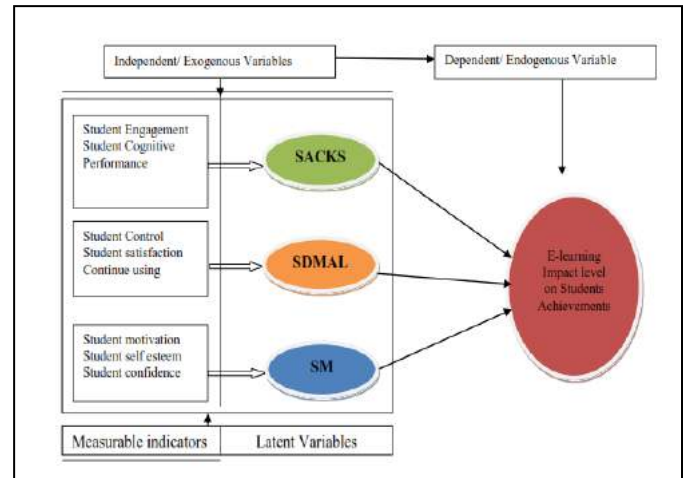 Independent/ Exogenous Variables
Dependent/ Endogenous Variable
Student Engagement
Student Cognitive
Performance
SACKS
Student Control
Student satisfaction
Continue using
SDMAL
E-learning
Impact level
on Students
Achievements
Student motivation
Student self esteem
Student confidence
SM
Measurable indicators
Latent Variables